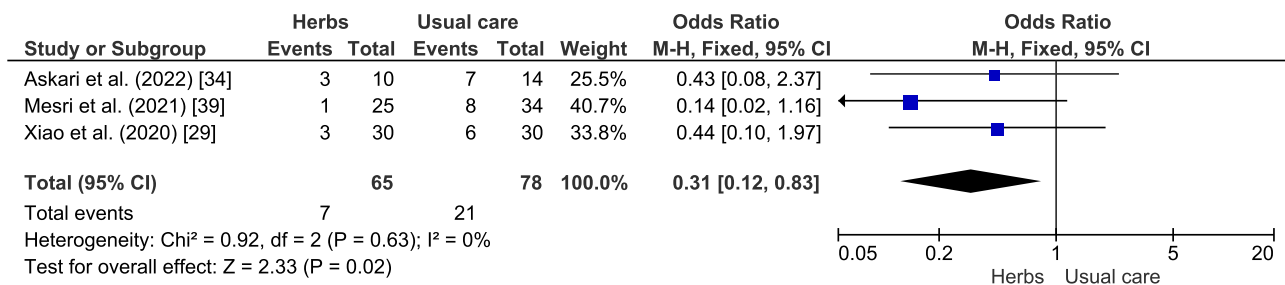 Herbs Usual care Odds Ratio Odds Ratio
Study or Subgroup Events Total Events Total Weight M-H, Fixed, 95% CI M-H, Fixed, 95% CI
Askari et al. (2022) [34] 3 10 7 14 25.5% 0.43 [0.08, 2.37]
Mesri et al. (2021) [39] 1 25 8 34 40.7% 0.14 [0.02, 1.16]
Xiao et al. (2020) [29] 3 30 6 30 33.8% 0.44 [0.10, 1.97]
Total (95% CI) 65 78 100.0% 0.31 [0.12, 0.83]
Total events 7 21
Heterogeneity: Chi² = 0.92, df = 2 (P = 0.63); I² = 0%
Test for overall effect: Z = 2.33 (P = 0.02)
0.05 0.2 1 5 20
Herbs Usual care